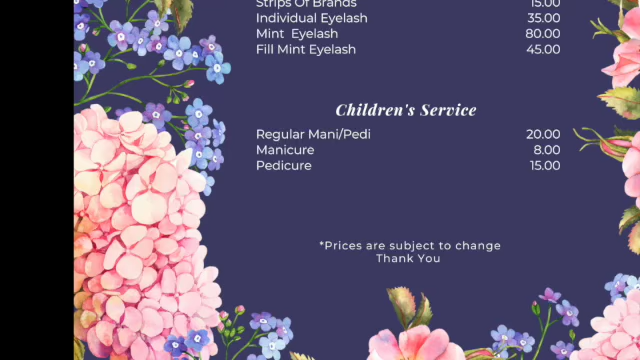 Strips Of Brands 15.00
Individual Eyelash 35.00
Mint Eyelash 80.00
Fill Mint Eyelash 45.00
Children's Service
Regular Mani/Pedi 20.00
Manicure 8.00
Pedicure 15.00
*Prices are subject to change
Thank You